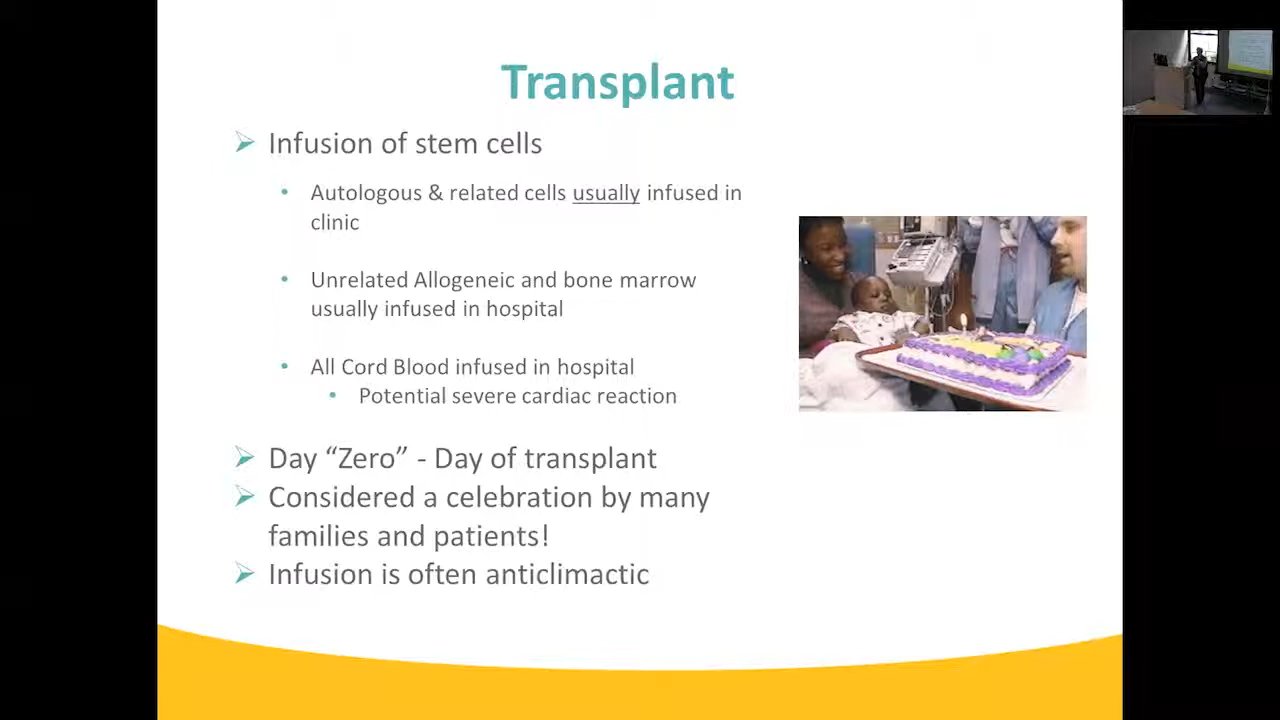 Transplant
➢ Infusion of stem cells
• Autologous & related cells usually infused in
clinic
• Unrelated Allogeneic and bone marrow
usually infused in hospital
• All Cord Blood infused in hospital
• Potential severe cardiac reaction
➢ Day “Zero” - Day of transplant
➢ Considered a celebration by many
families and patients!
➢ Infusion is often anticlimactic